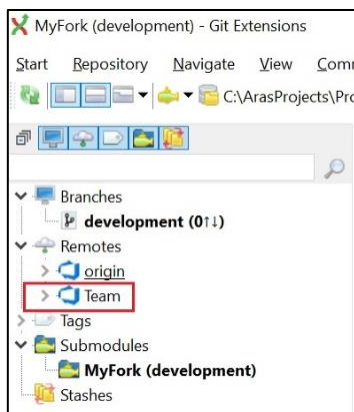 MyFork (development) - Git Extensions
Start Repository Navigate View Com
C:\ArasProjects\Pro
Branches
development (0↑↓)
Remotes
origin
Team
Tags
Submodules
MyFork (development)
Stashes